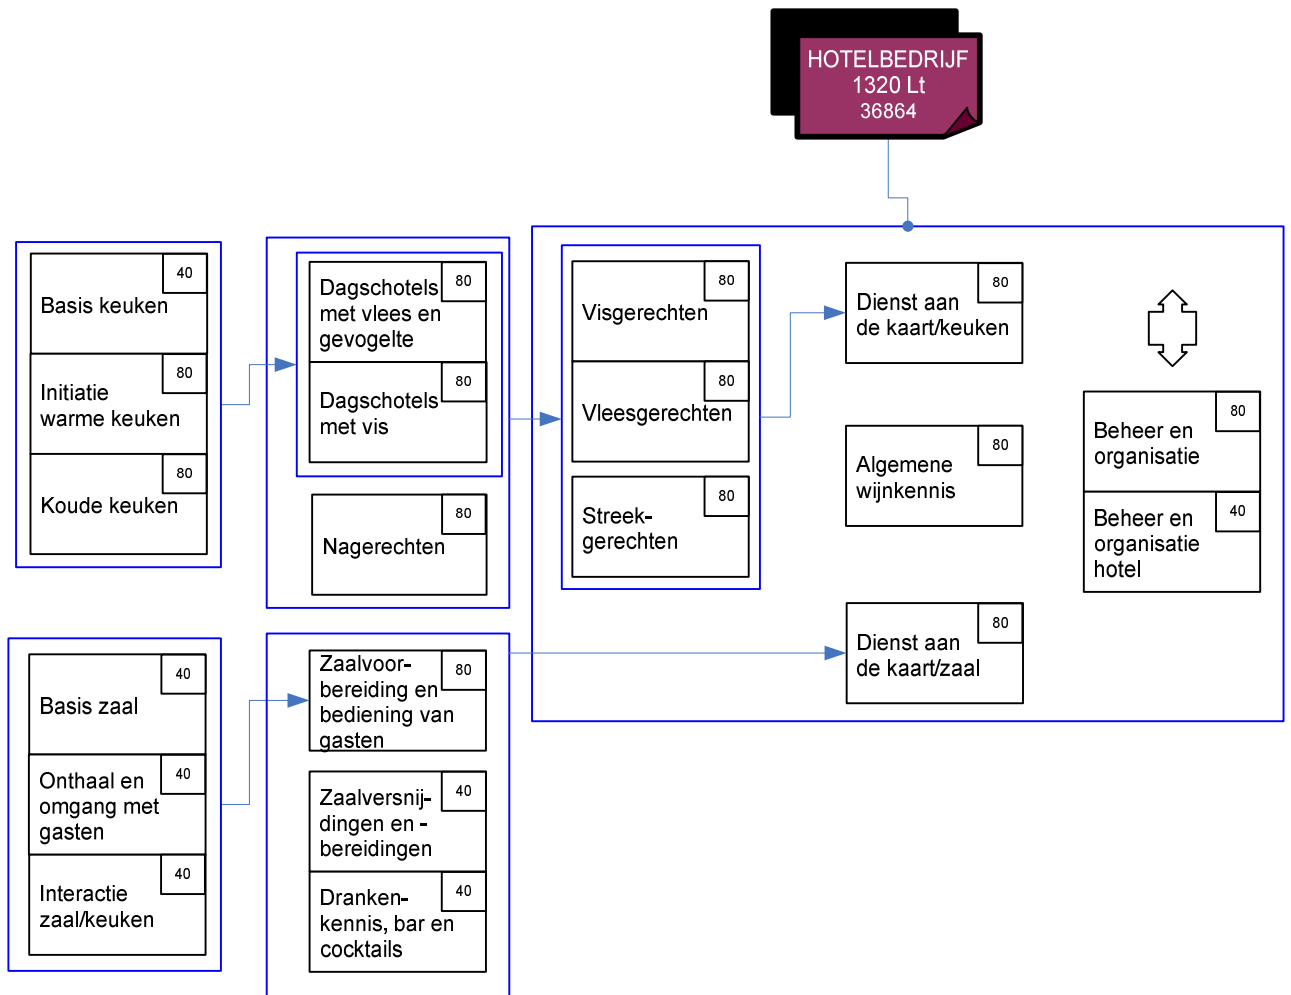 HOTELBEDRIJF
1320 Lt
36864
40
Basis keuken
80
Initiatie
warme keuken
80
Koude keuken
80
Dagschotels
met vlees en
gevogelte
80
Dagschotels
met vis
80
Nagerechten
80
Visgerechten
80
Vleesgerechten
80
Streek-
gerechten
80
Dienst aan
de kaart/keuken
80
Algemene
wijnkennis
80
Dienst aan
de kaart/zaal
80
Beheer en
organisatie
40
Beheer en
organisatie
hotel
40
Basis zaal
40
Onthaal en
omgang met
gasten
40
Interactie
zaal/keuken
80
Zaalvoor-
bereiding en
bediening van
gasten
40
Zaalversnij-
dingen en -
bereidingen
40
Dranken-
kennis, bar en
cocktails